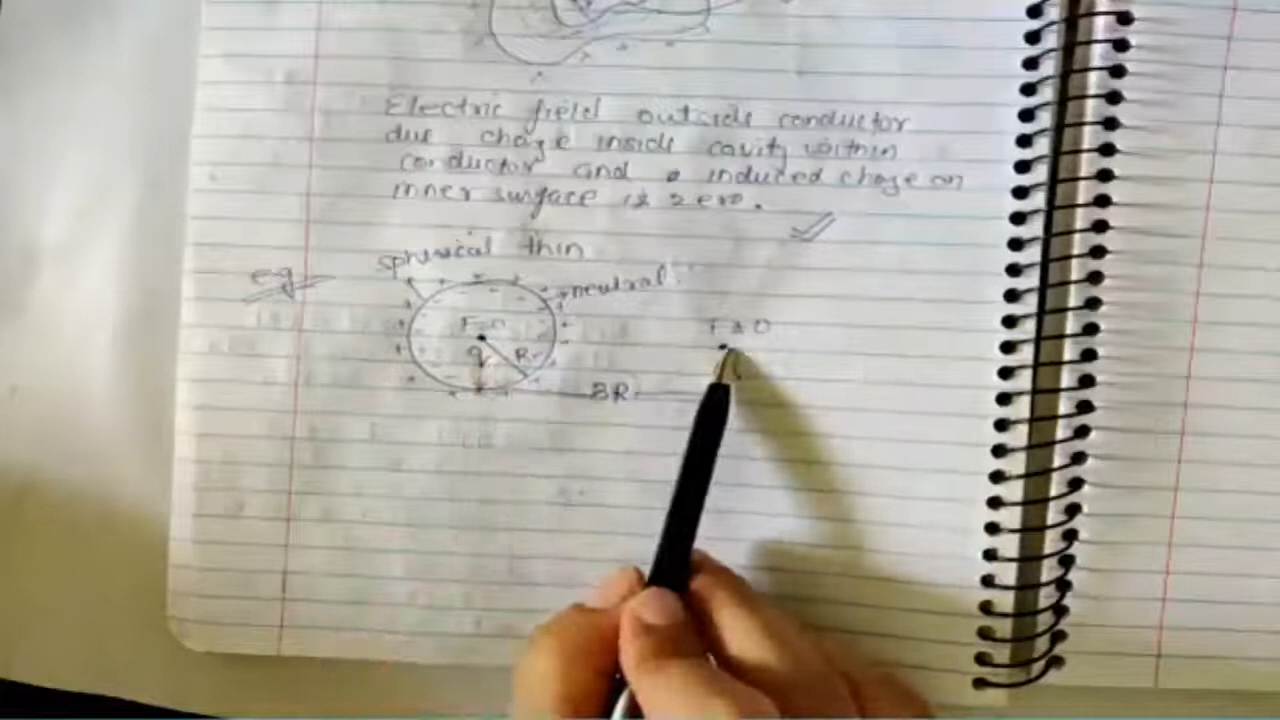 Electric field outside conductor
due charge inside cavity within
conductor and induced charge on
inner surface is zero.
spherical thin
eg
neutral
q
R
8R